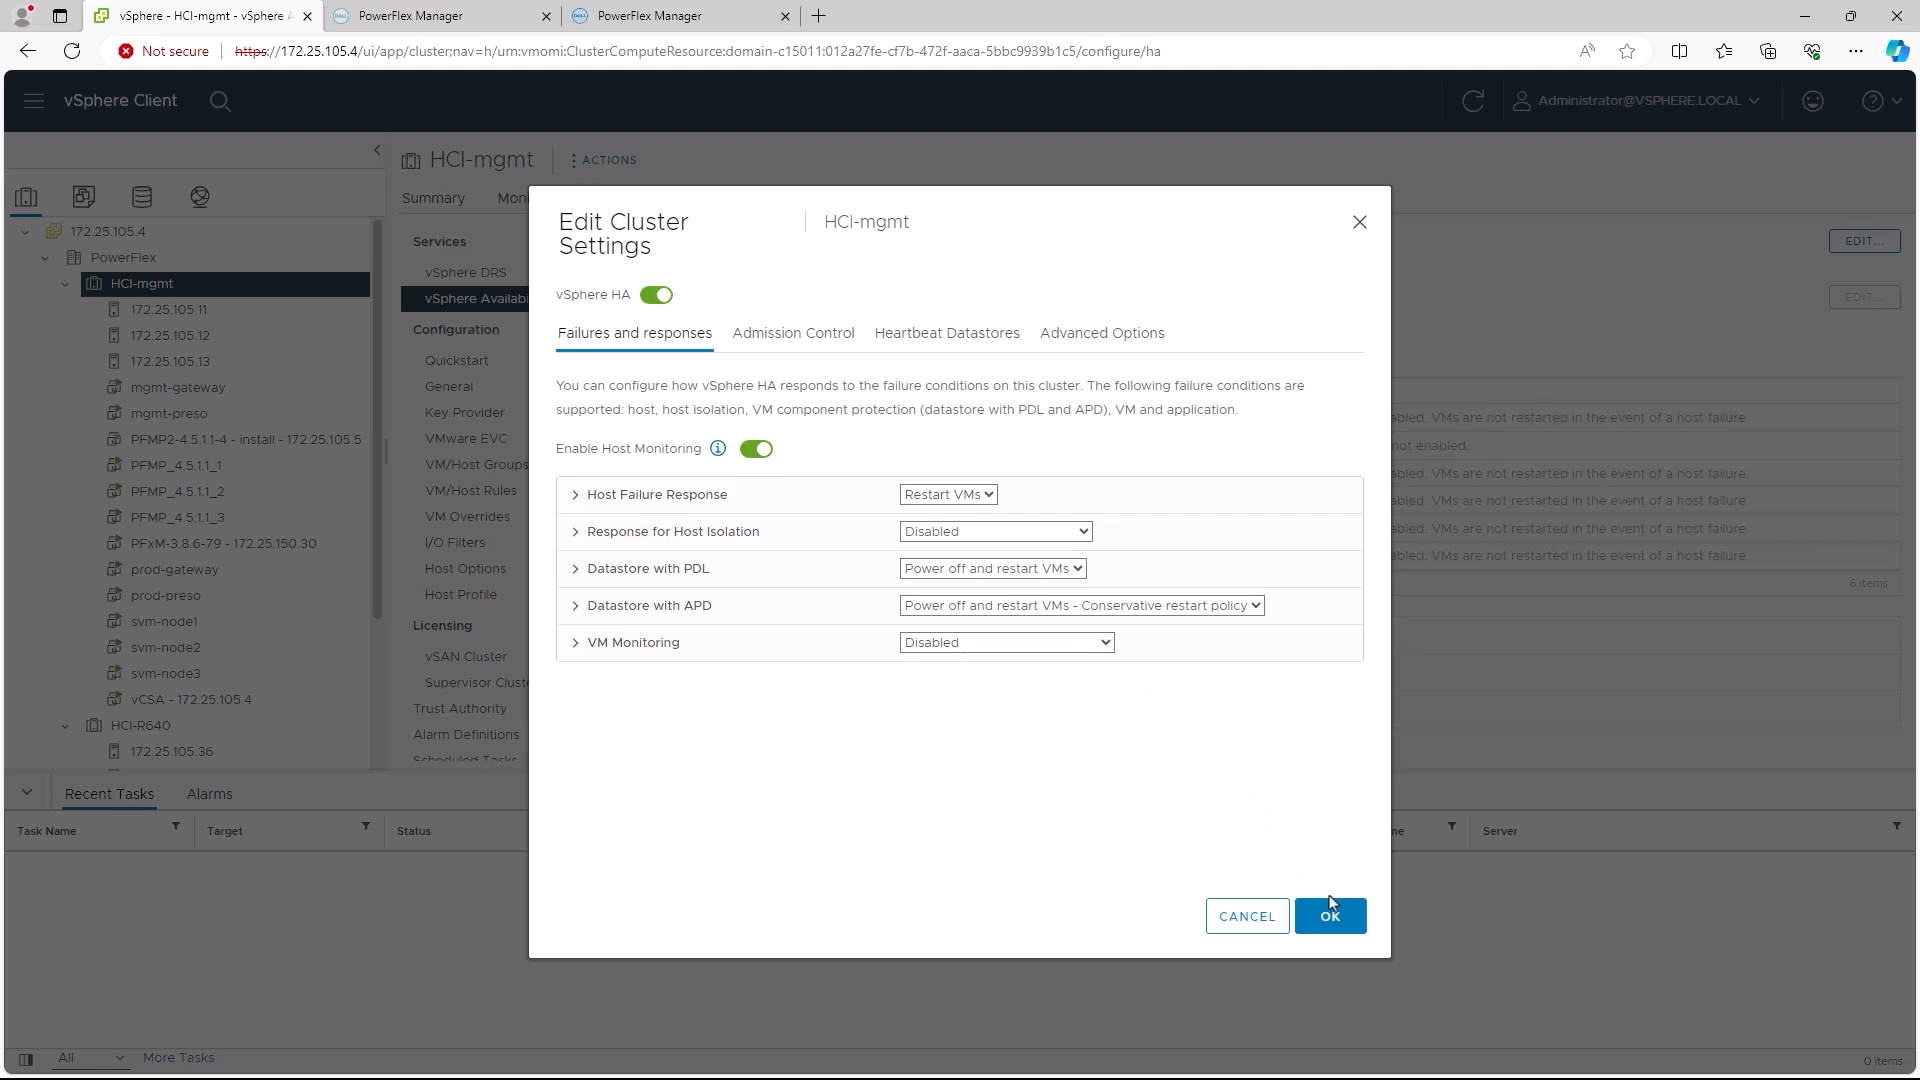 vSphere - HCI-mgmt - vSphere A
PowerFlex Manager
PowerFlex Manager
Not secure
https://172.25.105.4/ui/app/cluster;nav=h/urn:vmomi:ClusterComputeResource:domain-c15011:012a27fe-cf7b-472f-aaca-5bbc9939b1c5/configure/ha
vSphere Client
Administrator@VSPHERE.LOCAL
HCI-mgmt
ACTIONS
Summary
Moni
172.25.105.4
PowerFlex
HCI-mgmt
172.25.105.11
172.25.105.12
172.25.105.13
mgmt-gateway
mgmt-preso
PFMP2-4.5.1.1-4 - install - 172.25.105.5
PFMP_4.5.1.1_1
PFMP_4.5.1.1_2
PFMP_4.5.1.1_3
PFxM-3.8.6-79 - 172.25.150.30
prod-gateway
prod-preso
svm-node1
svm-node2
svm-node3
vCSA - 172.25.105.4
HCI-R640
172.25.105.36
Services
vSphere DRS
vSphere Availabi
Configuration
Quickstart
General
Key Provider
VMware EVC
VM/Host Groups
VM/Host Rules
VM Overrides
I/O Filters
Host Options
Host Profile
Licensing
vSAN Cluster
Supervisor Cluste
Trust Authority
Alarm Definitions
Scheduled Tasks
EDIT...
EDIT...
abled. VMs are not restarted in the event of a host failure.
not enabled.
abled. VMs are not restarted in the event of a host failure.
abled. VMs are not restarted in the event of a host failure
abled. VMs are not restarted in the event of a host failure.
abled. VMs are not restarted in the event of a host failure.
6 items
Edit Cluster
Settings
HCI-mgmt
vSphere HA
Failures and responses
Admission Control
Heartbeat Datastores
Advanced Options
You can configure how vSphere HA responds to the failure conditions on this cluster. The following failure conditions are
supported: host, host isolation, VM component protection (datastore with PDL and APD), VM and application.
Enable Host Monitoring
Host Failure Response
Restart VMs
Response for Host Isolation
Disabled
Datastore with PDL
Power off and restart VMs
Datastore with APD
Power off and restart VMs - Conservative restart policy
VM Monitoring
Disabled
CANCEL
OK
Recent Tasks
Alarms
Task Name
Target
Status
me
Server
All
More Tasks
0 items